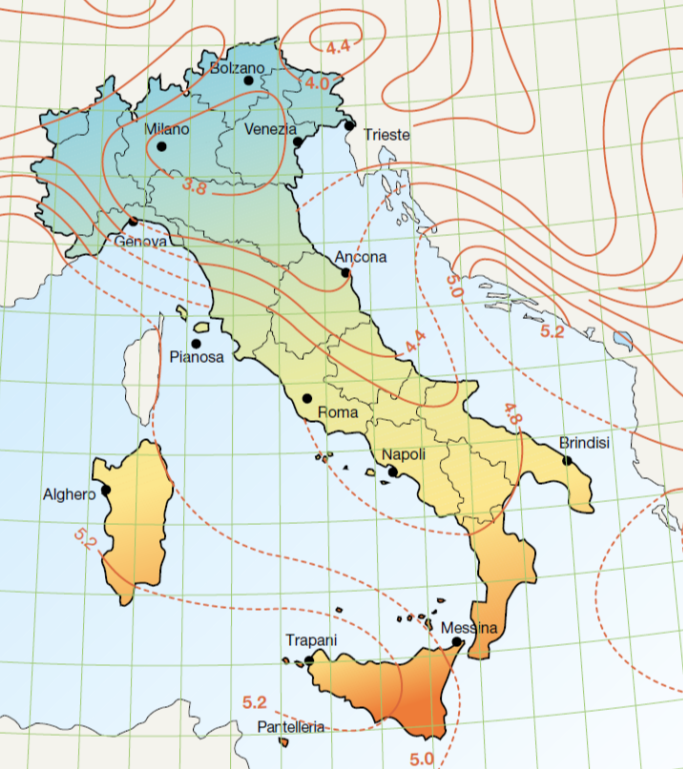 4.4
Bolzano
4.0
Milano
Venezia
Trieste
3.8
Genova
Ancona
5.0
5.2
4.4
Pianosa
Roma
4.8
Brindisi
Napoli
Alghero
5.2
Messina
Trapani
5.2
Pantelleria
5.0